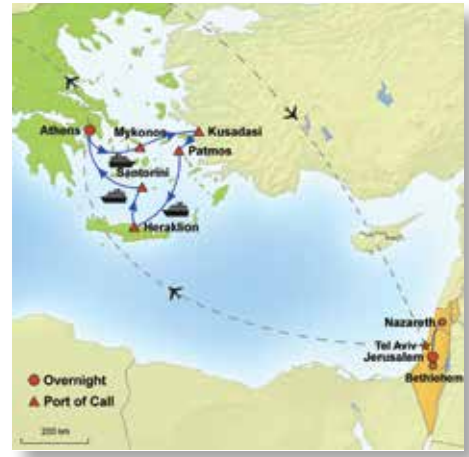 Athens
Mykonos
Kusadasi
Patmos
Santorini
Heraklion
Nazareth
Tel Aviv
Jerusalem
Bethlehem
Overnight
Port of Call
200 km